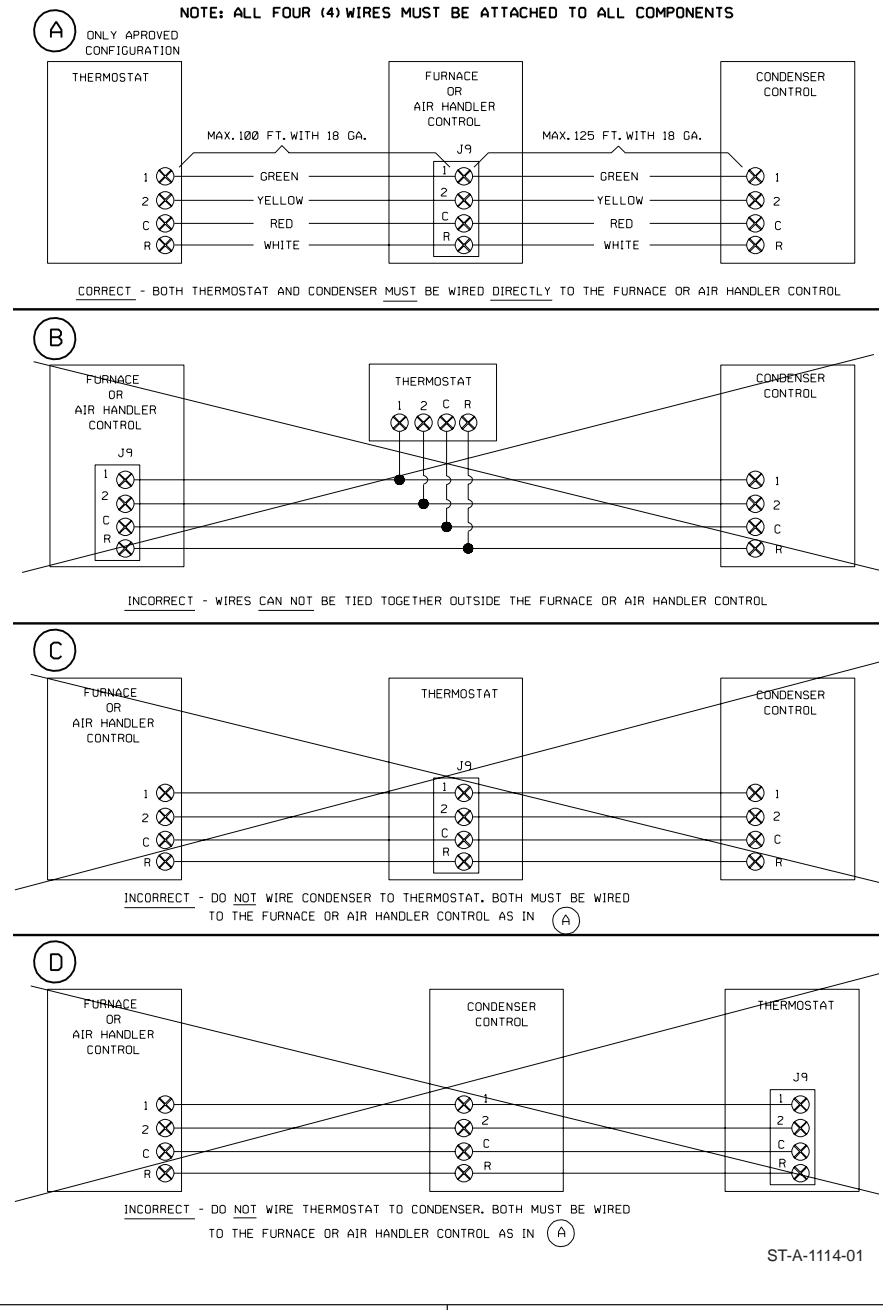 NOTE: ALL FOUR (4) WIRES MUST BE ATTACHED TO ALL COMPONENTS
A
ONLY APROVED
CONFIGURATION
THERMOSTAT
FURNACE
OR
AIR HANDLER
CONTROL
CONDENSER
CONTROL
MAX. 100 FT. WITH 18 GA.
J9
MAX. 125 FT. WITH 18 GA.
1 GREEN 1 GREEN 1
2 YELLOW 2 YELLOW 2
C RED C RED C
R WHITE R WHITE R
CORRECT - BOTH THERMOSTAT AND CONDENSER MUST BE WIRED DIRECTLY TO THE FURNACE OR AIR HANDLER CONTROL
B
FURNACE
OR
AIR HANDLER
CONTROL
THERMOSTAT
1 2 C R
CONDENSER
CONTROL
J9
1 1
2 2
C C
R R
INCORRECT - WIRES CAN NOT BE TIED TOGETHER OUTSIDE THE FURNACE OR AIR HANDLER CONTROL
C
FURNACE
OR
AIR HANDLER
CONTROL
THERMOSTAT
CONDENSER
CONTROL
J9
1 1 1
2 2 2
C C C
R R R
INCORRECT - DO NOT WIRE CONDENSER TO THERMOSTAT. BOTH MUST BE WIRED
TO THE FURNACE OR AIR HANDLER CONTROL AS IN A
D
FURNACE
OR
AIR HANDLER
CONTROL
CONDENSER
CONTROL
THERMOSTAT
J9
1 1 1
2 2 2
C C C
R R R
INCORRECT - DO NOT WIRE THERMOSTAT TO CONDENSER. BOTH MUST BE WIRED
TO THE FURNACE OR AIR HANDLER CONTROL AS IN A
ST-A-1114-01